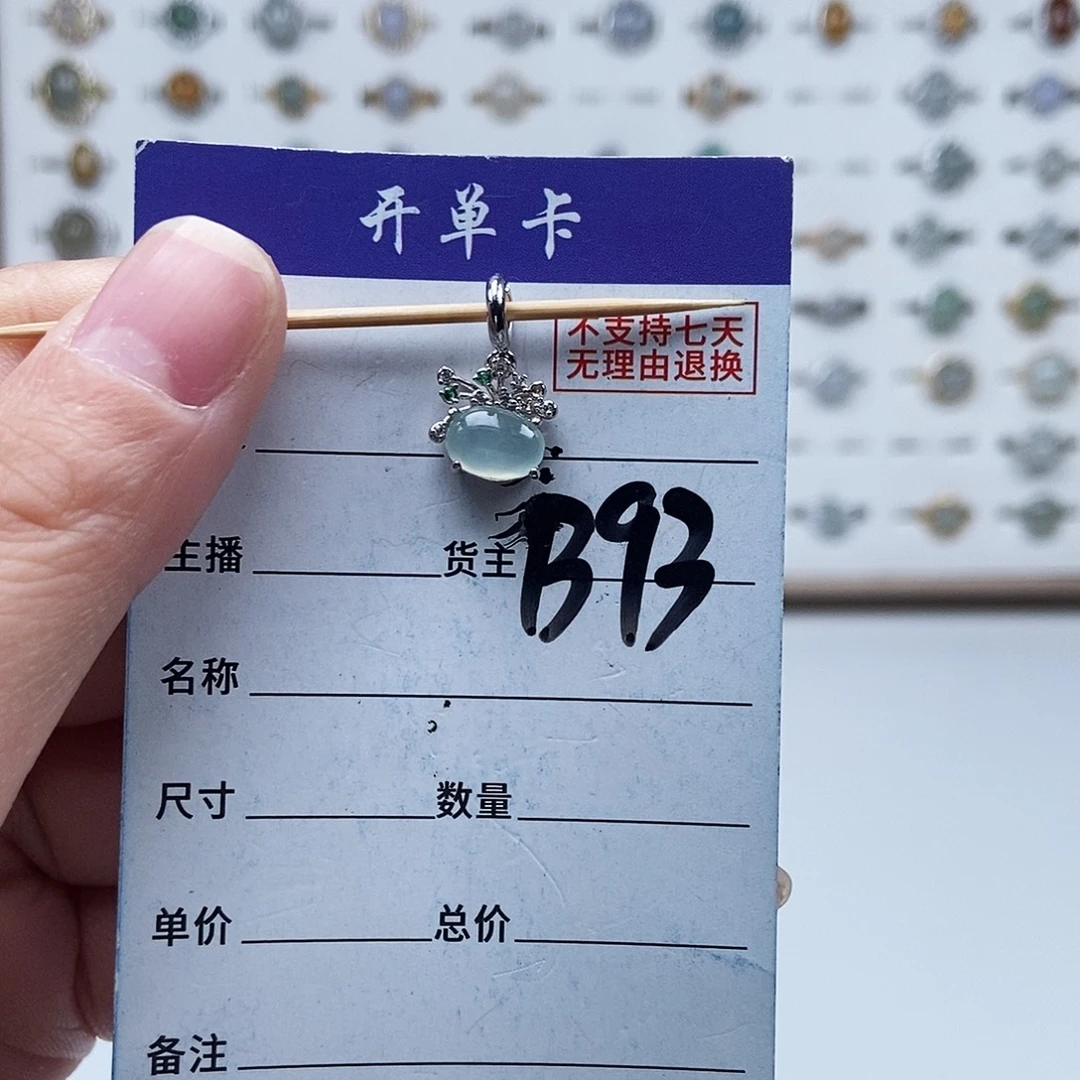 开单卡
不支持七天
无理由退换
主播 货主 B93
名称
尺寸 数量
单价 总价
备注